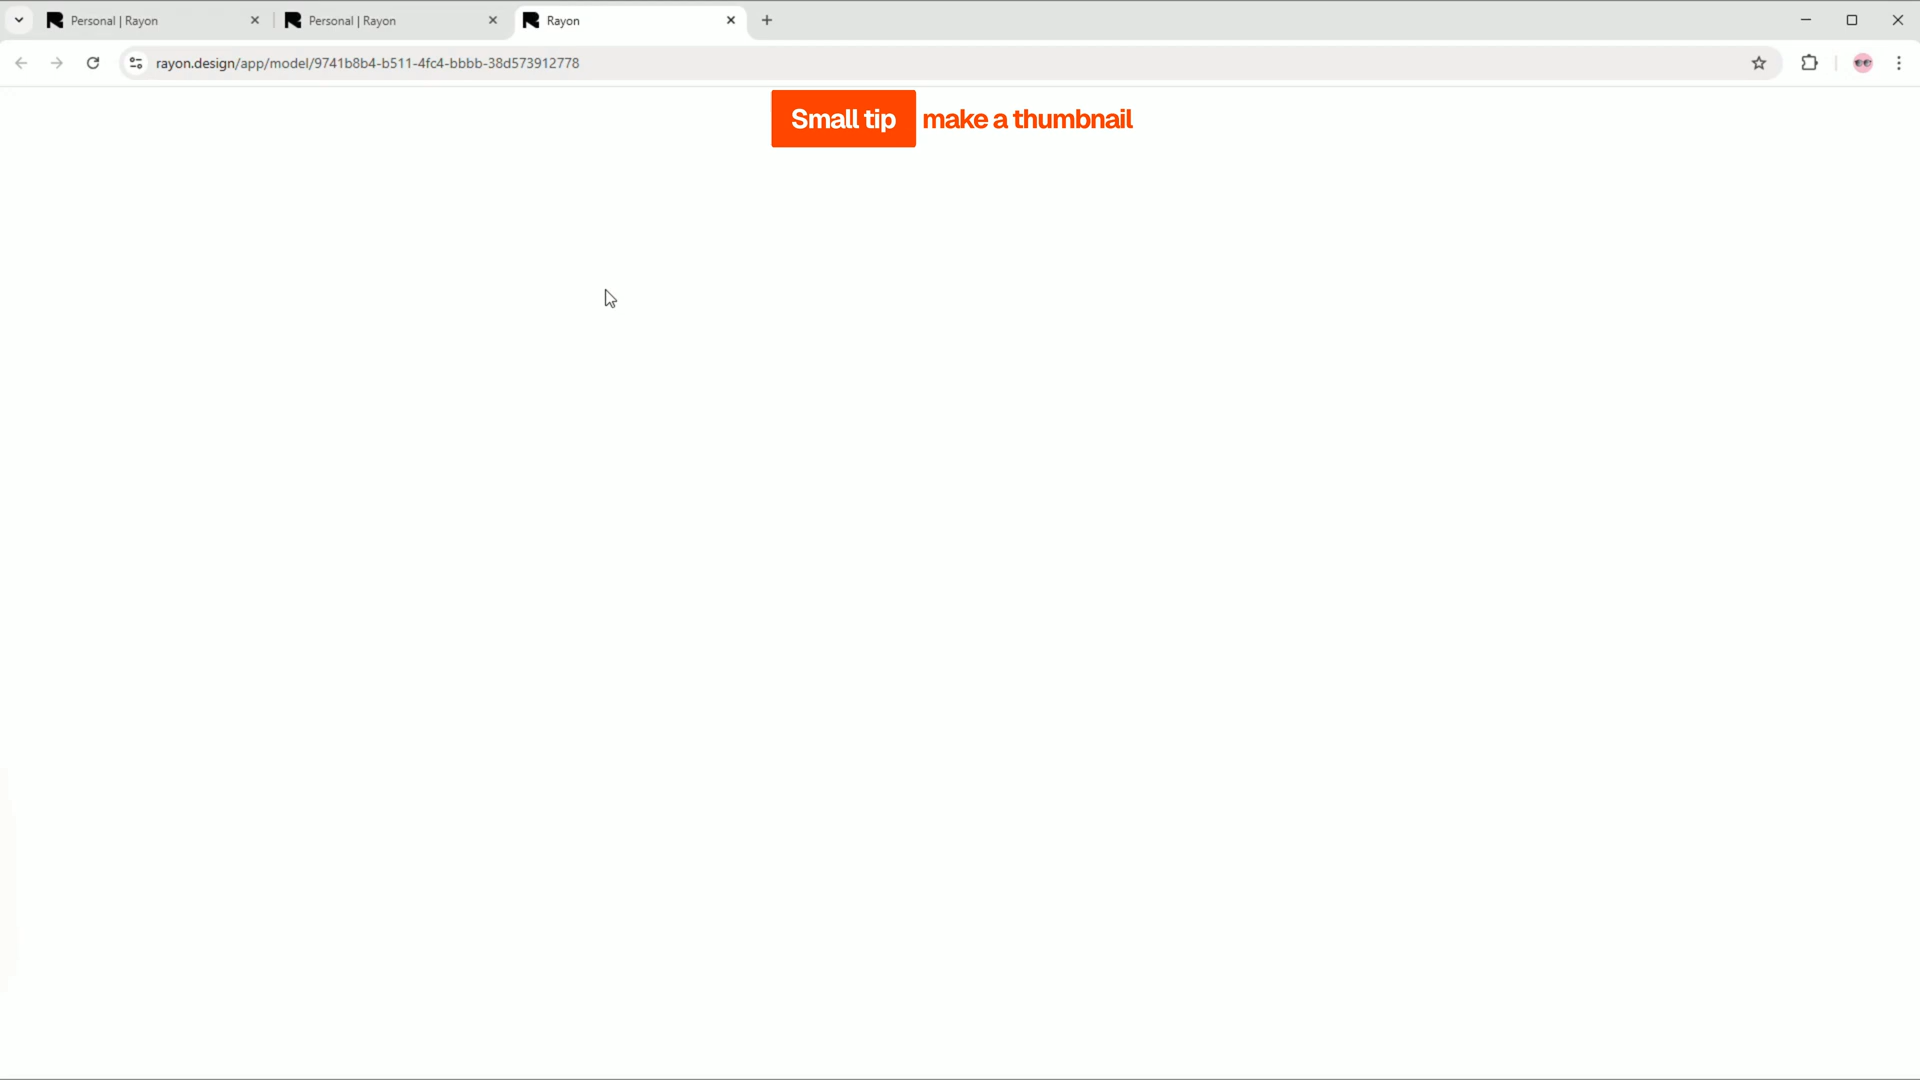 Personal | Rayon
Personal | Rayon
Rayon
rayon.design/app/model/9741b8b4-b511-4fc4-bbbb-38d573912778
Small tip make a thumbnail